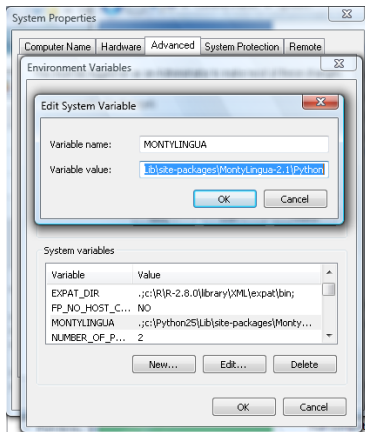 System Properties
Computer Name Hardware Advanced System Protection Remote
Environment Variables
Edit System Variable
Variable name: MONTYLINGUA
Variable value: Lib\site-packages\MontyLingua-2.1\Python
OK Cancel
System variables
Variable Value
EXPAT_DIR .;c:\R\R-2.8.0\library\XML\expat\bin;
FP_NO_HOST_C... NO
MONTYLINGUA .;c:\Python25\Lib\site-packages\Monty...
NUMBER_OF_P... 2
New... Edit... Delete
OK Cancel